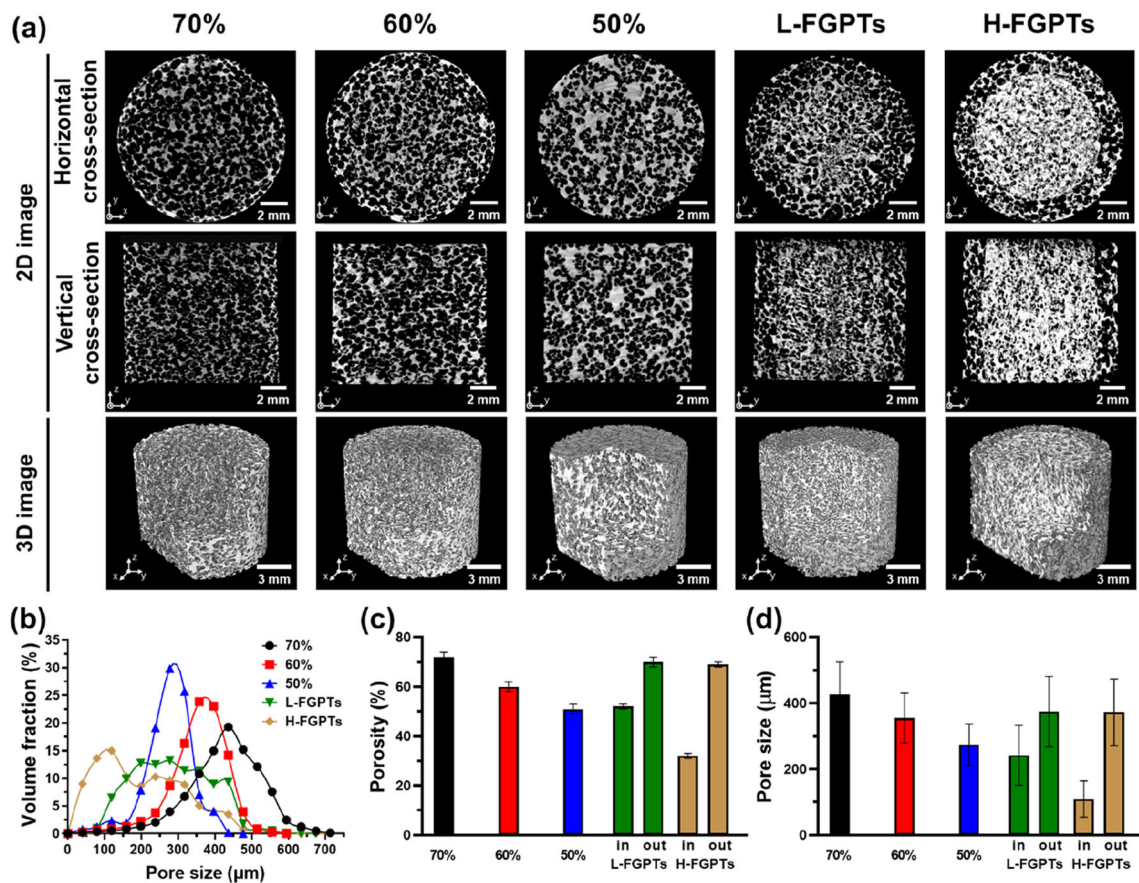 (a)
70% 60% 50% L-FGPTs H-FGPTs
2D image
Horizontal
cross-section
y x 2 mm y x 2 mm y x 2 mm y x 2 mm y x 2 mm
Vertical
cross-section
z y 2 mm z y 2 mm z y 2 mm z y 2 mm z y 2 mm
3D image
z x y 3 mm z x y 3 mm z x y 3 mm z x y 3 mm z x y 3 mm
(b)
Volume fraction (%)
35
30
25
20
15
10
5
0
0 100 200 300 400 500 600 700
Pore size (μm)
70%
60%
50%
L-FGPTs
H-FGPTs
(c)
Porosity (%)
80
60
40
20
0
70% 60% 50% in out in out
L-FGPTs H-FGPTs
(d)
Pore size (μm)
600
400
200
0
70% 60% 50% in out in out
L-FGPTs H-FGPTs